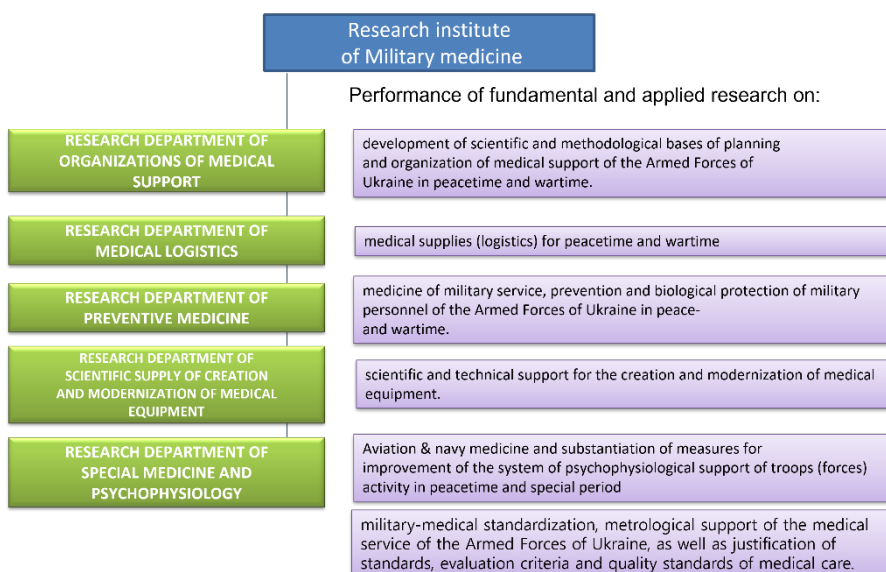 Research institute
of Military medicine
Performance of fundamental and applied research on:
RESEARCH DEPARTMENT OF
ORGANIZATIONS OF MEDICAL
SUPPORT
development of scientific and methodological bases of planning
and organization of medical support of the Armed Forces of
Ukraine in peacetime and wartime.
RESEARCH DEPARTMENT OF
MEDICAL LOGISTICS
medical supplies (logistics) for peacetime and wartime
RESEARCH DEPARTMENT OF
PREVENTIVE MEDICINE
medicine of military service, prevention and biological protection of military
personnel of the Armed Forces of Ukraine in peace-
and wartime.
RESEARCH DEPARTMENT OF
SCIENTIFIC SUPPLY OF CREATION
AND MODERNIZATION OF MEDICAL
EQUIPMENT
scientific and technical support for the creation and modernization of medical
equipment.
RESEARCH DEPARTMENT OF
SPECIAL MEDICINE AND
PSYCHOPHYSIOLOGY
Aviation & navy medicine and substantiation of measures for
improvement of the system of psychophysiological support of troops (forces)
activity in peacetime and special period
military-medical standardization, metrological support of the medical
service of the Armed Forces of Ukraine, as well as justification of
standards, evaluation criteria and quality standards of medical care.